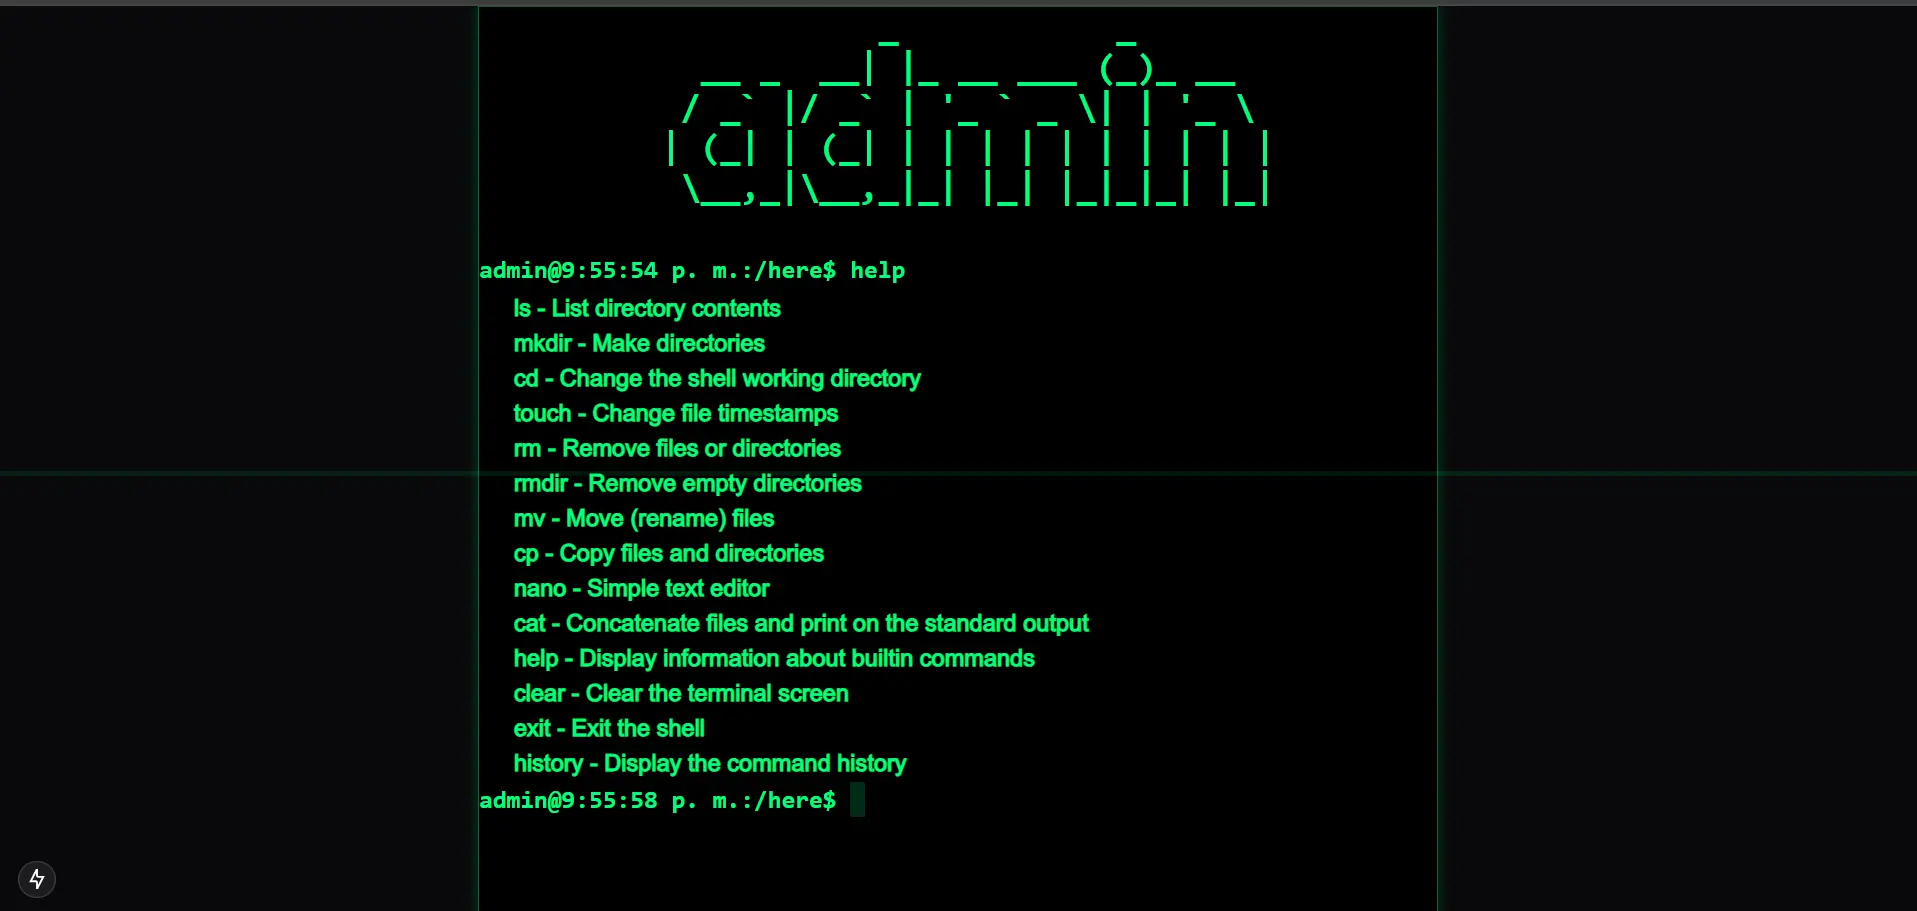 admin
admin@9:55:54 p. m.:/here$ help
ls - List directory contents
mkdir - Make directories
cd - Change the shell working directory
touch - Change file timestamps
rm - Remove files or directories
rmdir - Remove empty directories
mv - Move (rename) files
cp - Copy files and directories
nano - Simple text editor
cat - Concatenate files and print on the standard output
help - Display information about builtin commands
clear - Clear the terminal screen
exit - Exit the shell
history - Display the command history
admin@9:55:58 p. m.:/here$